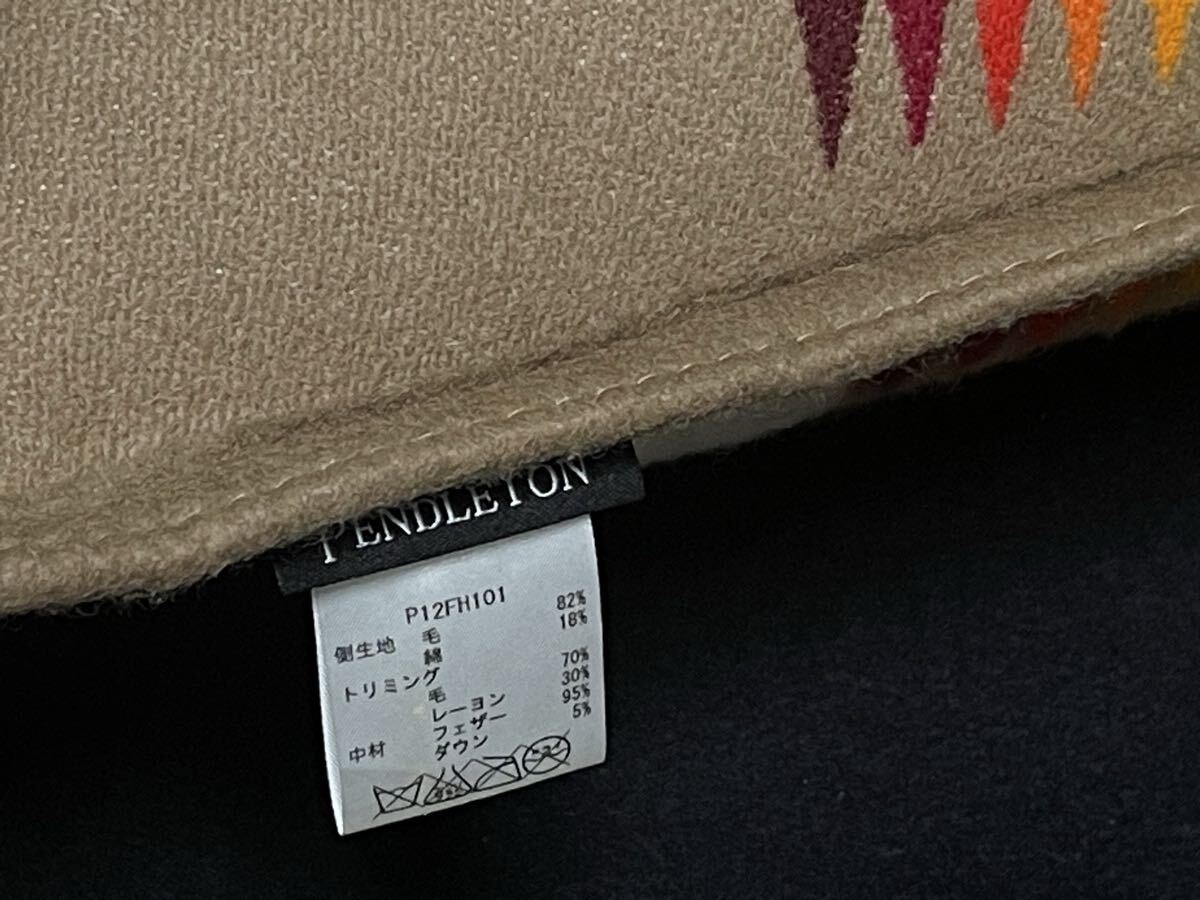 PENDLETON
P12FH101
側生地 毛 82%
綿 18%
トリミング
毛 70%
レーヨン 30%
フェザー 95%
中材 ダウン 5%